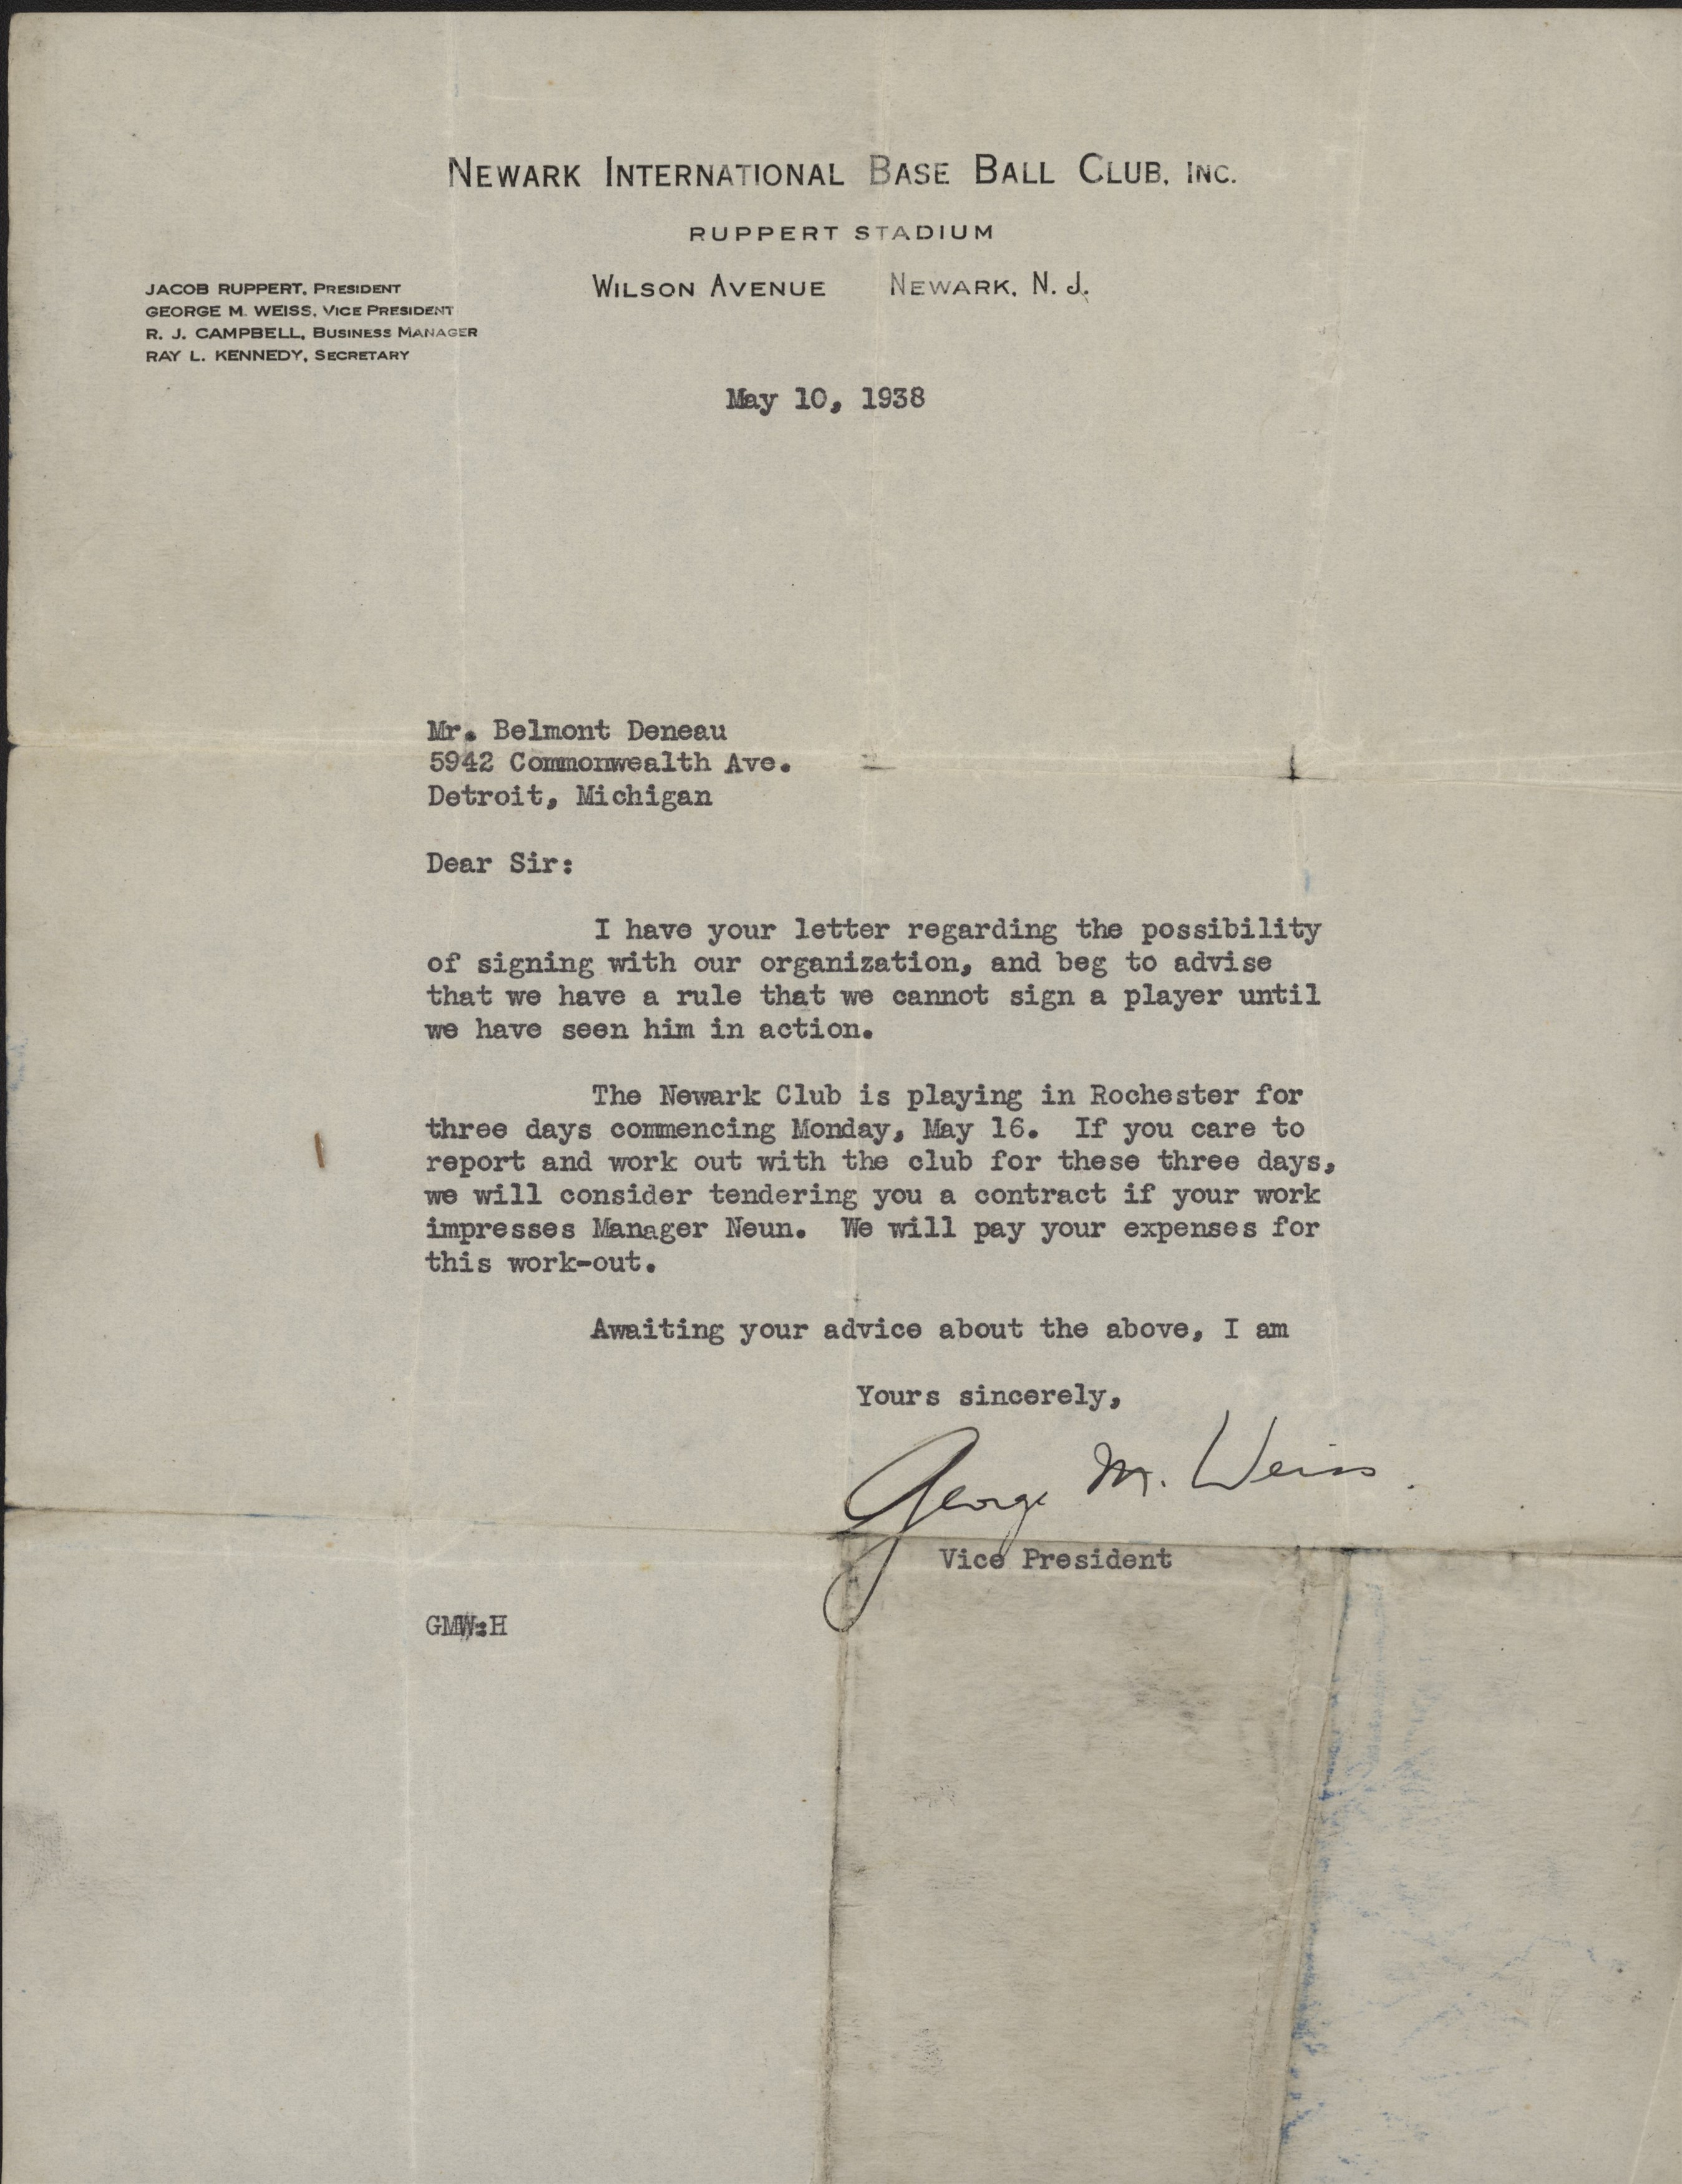 NEWARK INTERNATIONAL BASE BALL CLUB, INC.
RUPPERT STADIUM
WILSON AVENUE NEWARK, N. J.
JACOB RUPPERT, PRESIDENT
GEORGE M. WEISS, VICE PRESIDENT
R. J. CAMPBELL, BUSINESS MANAGER
RAY L. KENNEDY, SECRETARY
May 10, 1938
Mr. Belmont Deneau
5942 Commonwealth Ave.
Detroit, Michigan
Dear Sir:
I have your letter regarding the possibility
of signing with our organization, and beg to advise
that we have a rule that we cannot sign a player until
we have seen him in action.
The Newark Club is playing in Rochester for
three days commencing Monday, May 16. If you care to
report and work out with the club for these three days,
we will consider tendering you a contract if your work
impresses Manager Neun. We will pay your expenses for
this work-out.
Awaiting your advice about the above, I am
Yours sincerely,
George M. Weiss.
Vice President
GMW:H